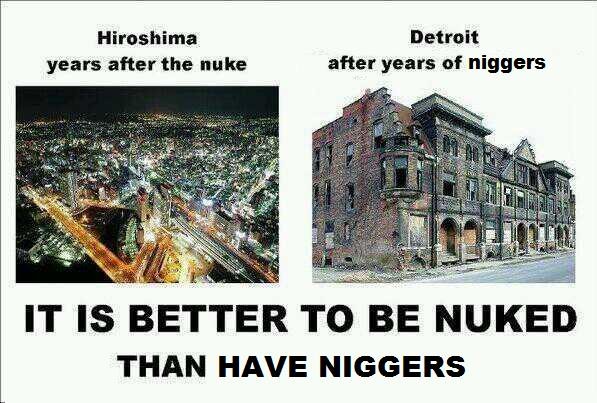 Hiroshima
years after the nuke
Detroit
after years of niggers
IT IS BETTER TO BE NUKED
THAN HAVE NIGGERS